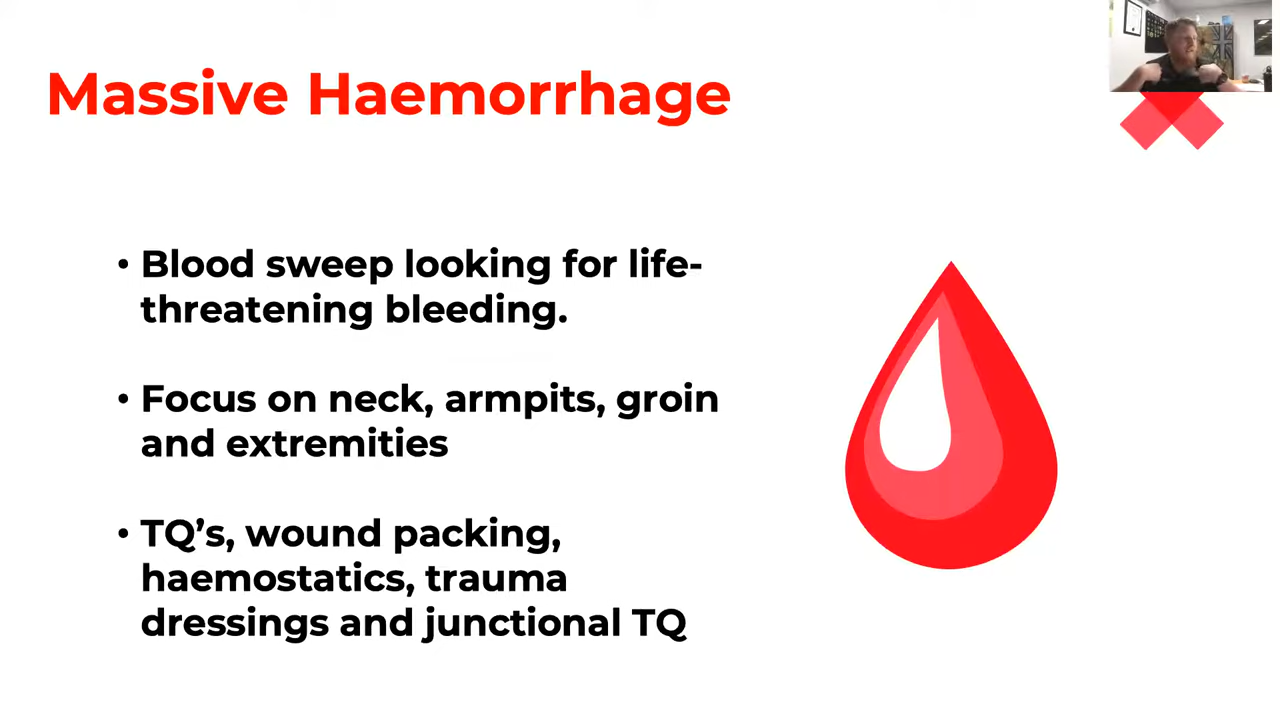 Massive Haemorrhage
• Blood sweep looking for life-
threatening bleeding.
• Focus on neck, armpits, groin
and extremities
• TQ’s, wound packing,
haemostatics, trauma
dressings and junctional TQ